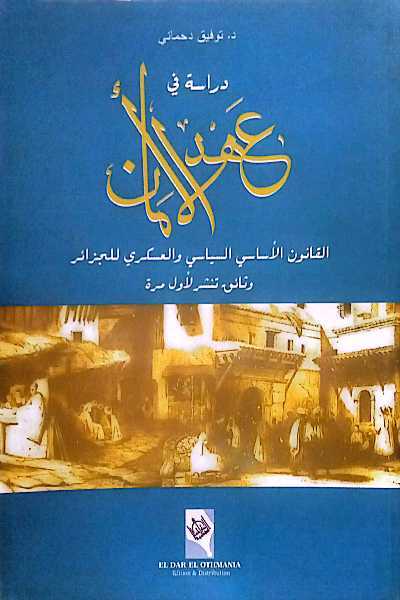 د. توفيق دحماني
دراسة في
عهد الأمان
القانون الأساسي السياسي والعسكري للجزائر
وثائق تنشر لأول مرة
EL DAR EL OTHMANIA
Edition & Distribution